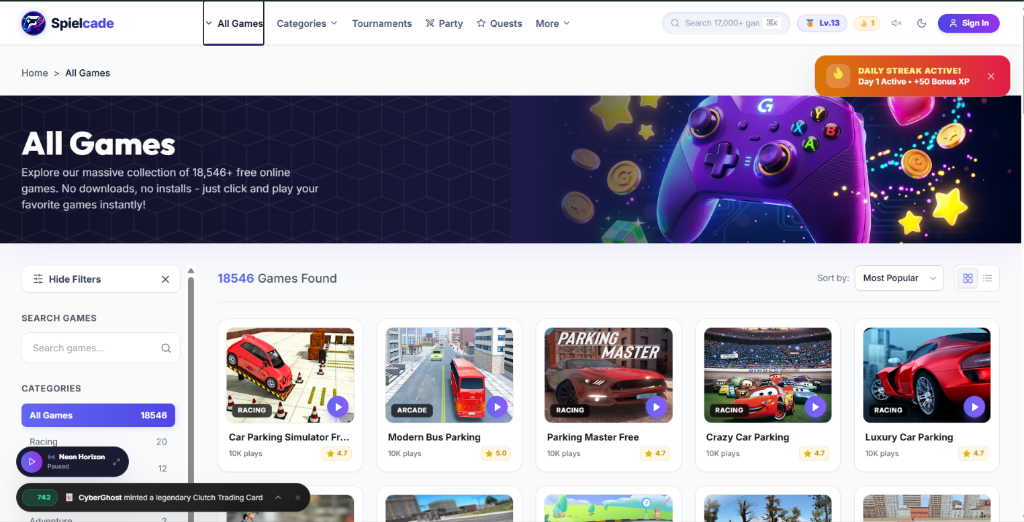 Spielcade
All Games
Categories
Tournaments
Party
Quests
More
Search 17,000+ gam
⌘K
Lv.13
1
Sign In
Home > All Games
DAILY STREAK ACTIVE!
Day 1 Active • +50 Bonus XP
All Games
Explore our massive collection of 18,546+ free online
games. No downloads, no installs - just click and play your
favorite games instantly!
G
Y
X
B
A
Hide Filters
18546 Games Found
Sort by:
Most Popular
SEARCH GAMES
Search games...
CATEGORIES
All Games 18546
Racing 20
12
Adventure
Neon Horizon
Paused
742
CyberGhost minted a legendary Clutch Trading Card
RACING
Car Parking Simulator Fr...
10K plays
4.7
ARCADE
Modern Bus Parking
10K plays
5.0
PARKING
MASTER
RACING
Parking Master Free
10K plays
4.7
RACING
Crazy Car Parking
10K plays
4.7
RACING
Luxury Car Parking
10K plays
4.7